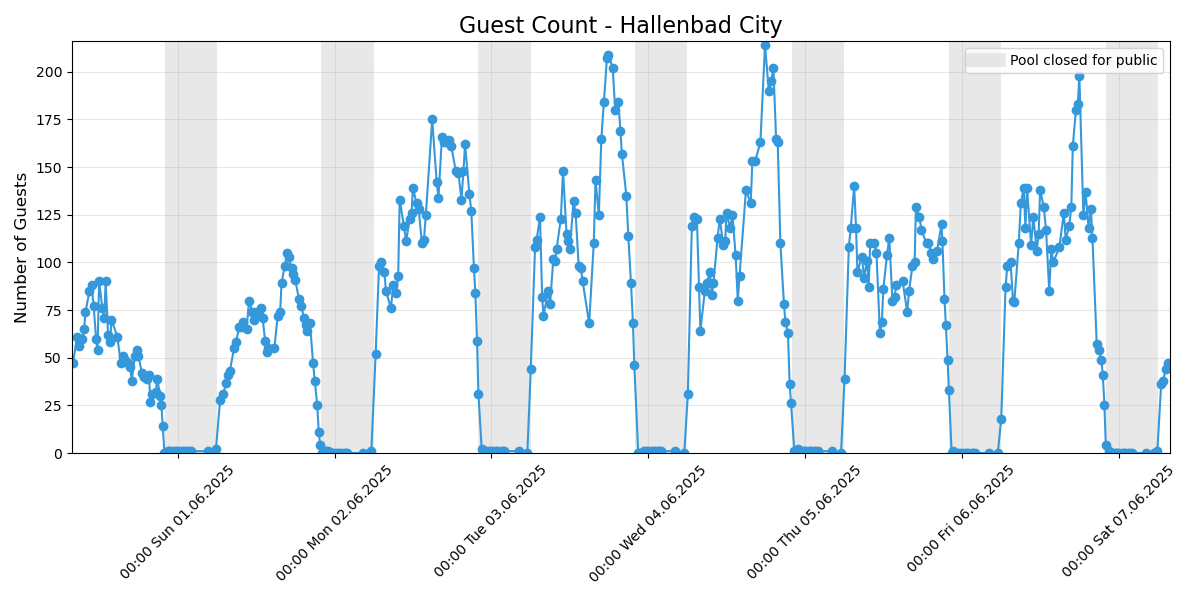 Guest Count - Hallenbad City
Pool closed for public
Number of Guests
200
175
150
125
100
75
50
25
0
00:00 Sun 01.06.2025
00:00 Mon 02.06.2025
00:00 Tue 03.06.2025
00:00 Wed 04.06.2025
00:00 Thu 05.06.2025
00:00 Fri 06.06.2025
00:00 Sat 07.06.2025